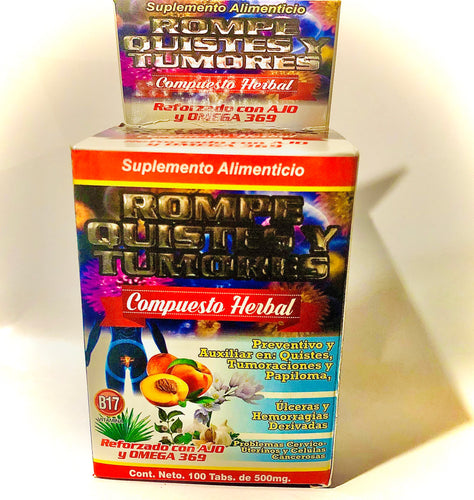 Suplemento Alimenticio
ROMPE
QUISTES Y
TUMORES
Compuesto Herbal
Reforzado con AJO
y OMEGA 369
Suplemento Alimenticio
ROMPE
QUISTES Y
TUMORES
Compuesto Herbal
Preventivo y
Auxiliar en: Quistes,
Tumoraciones y
Papiloma,
B17
VITAMINA
Úlceras y
Hemorragias
Derivadas
Problemas Cervico-
Uterinos y Células
Cancerosas
Reforzado con AJO
y OMEGA 369
Cont. Neto. 100 Tabs. de 500mg.